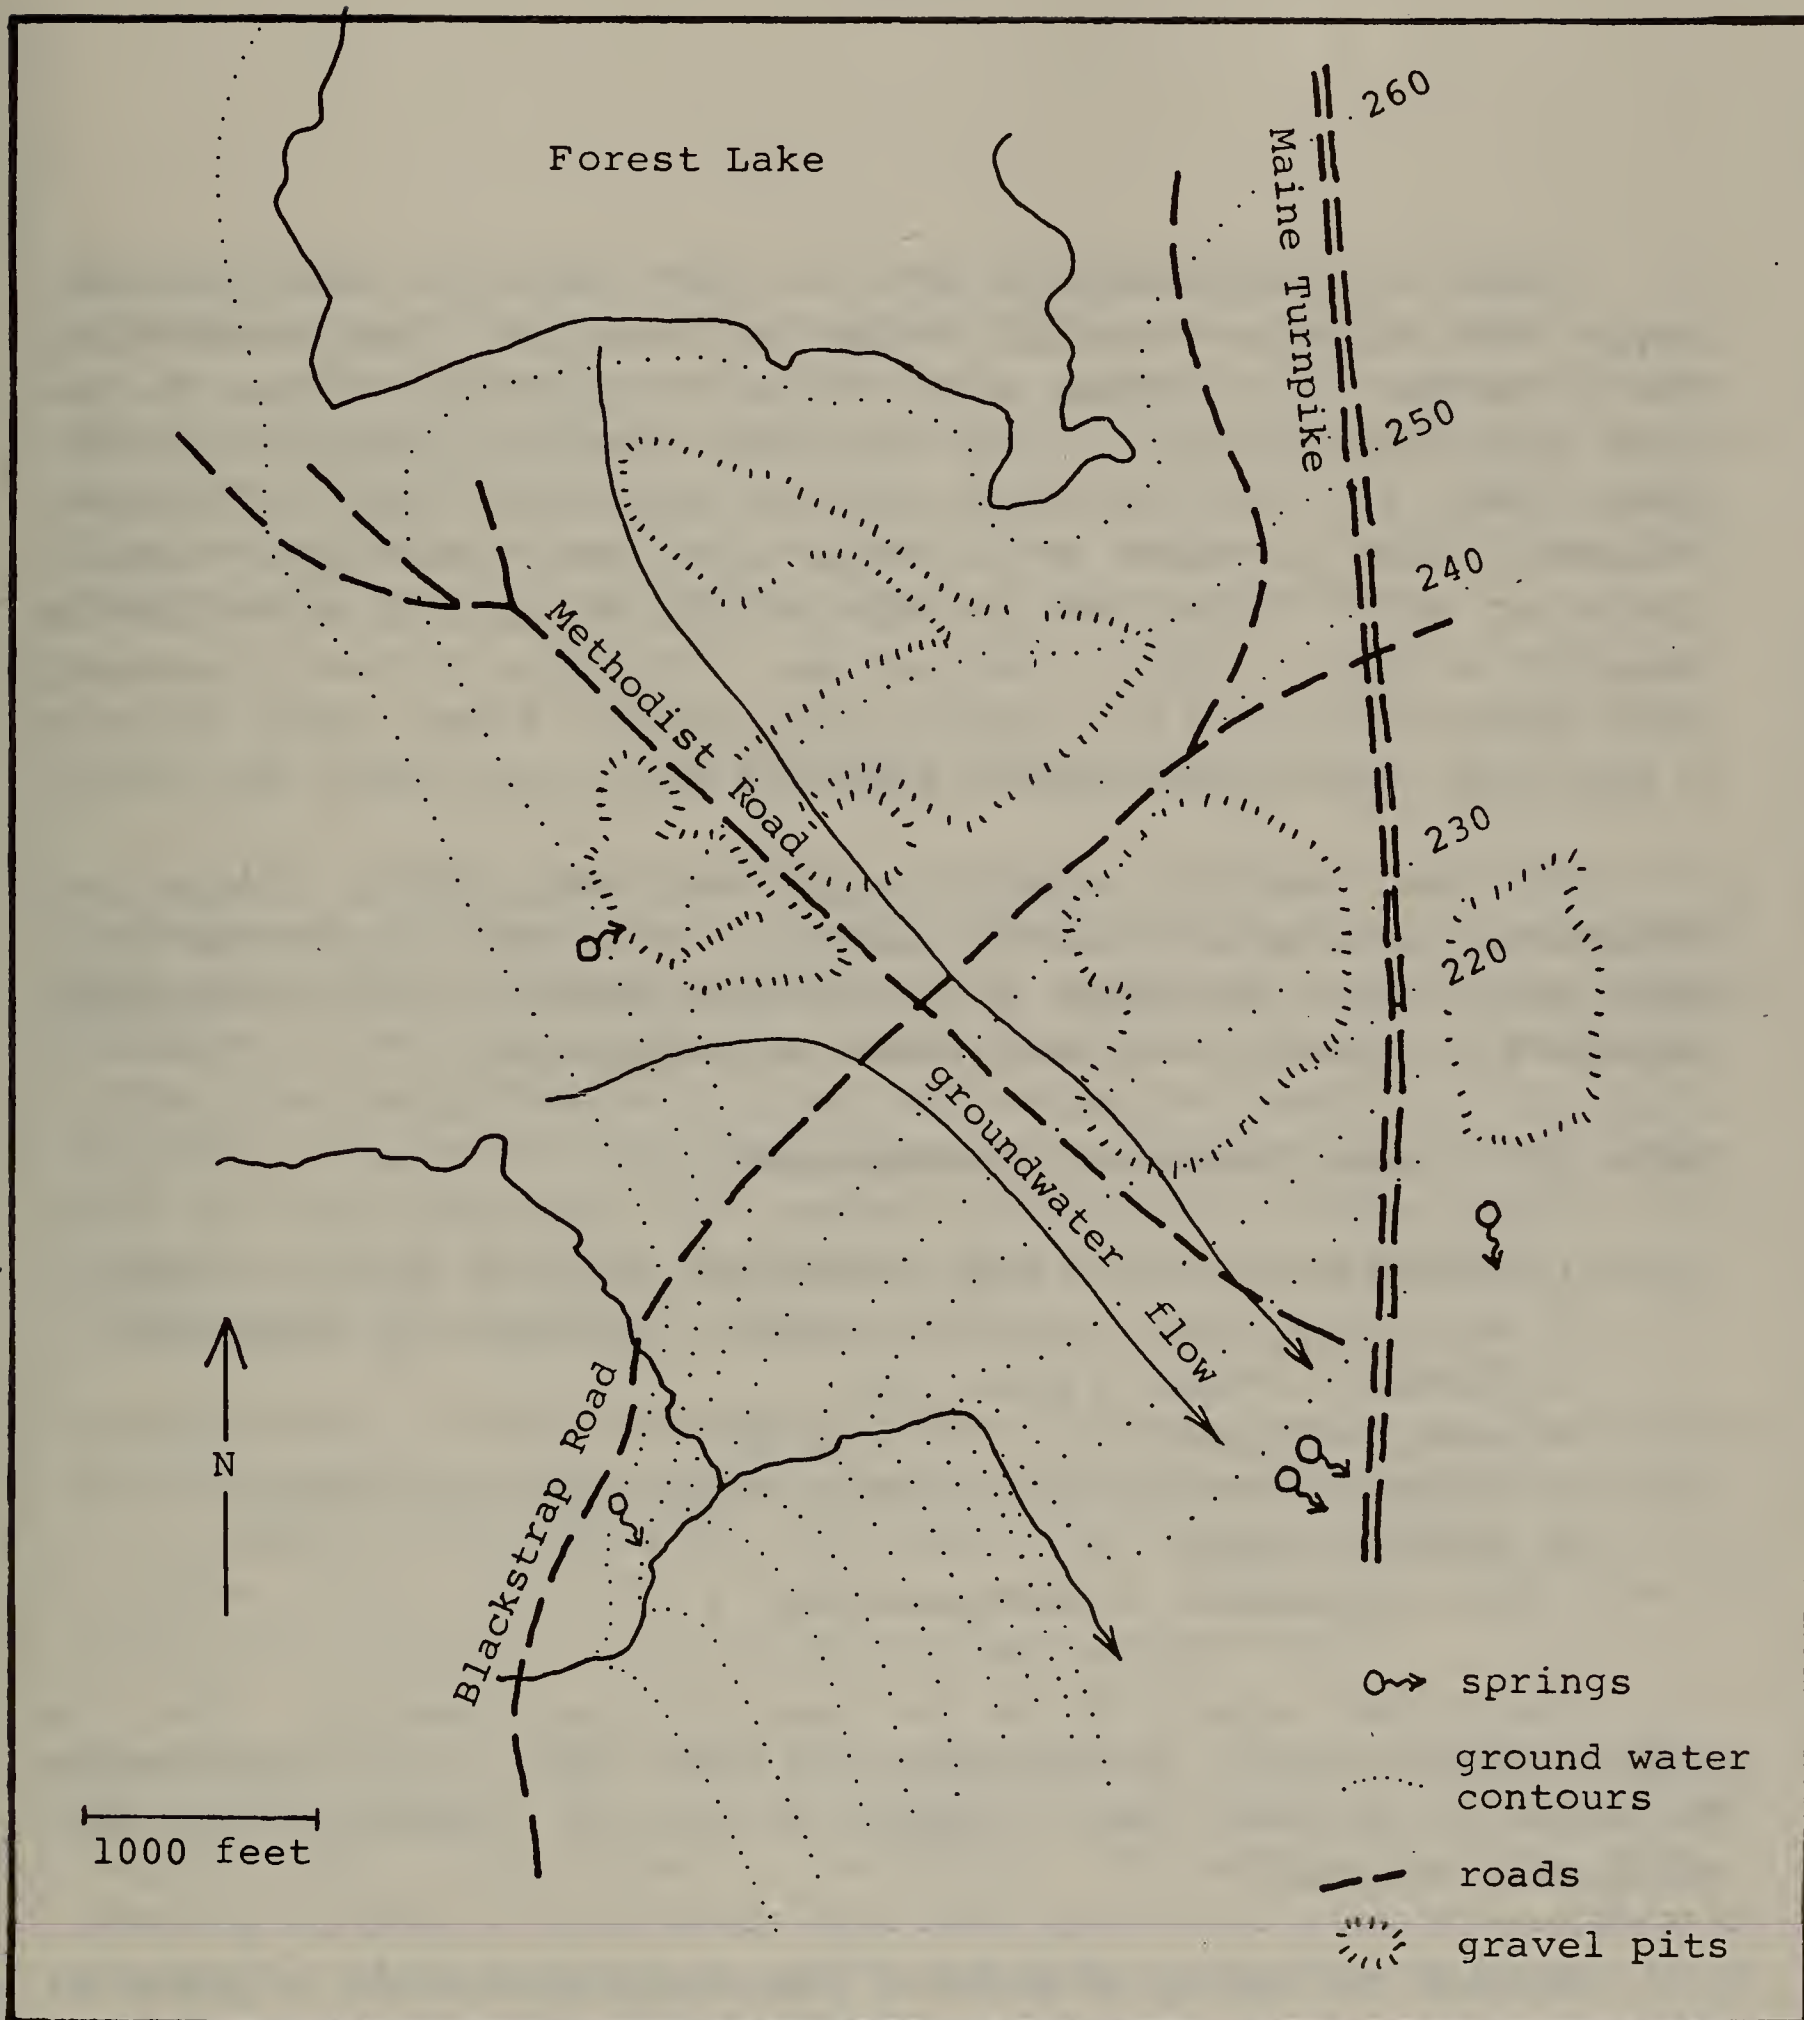 Forest Lake
260
Maine Turnpike
250
240
Methodist Road
230
220
groundwater flow
N
Blackstrap Road
springs
ground water
contours
1000 feet
roads
gravel pits